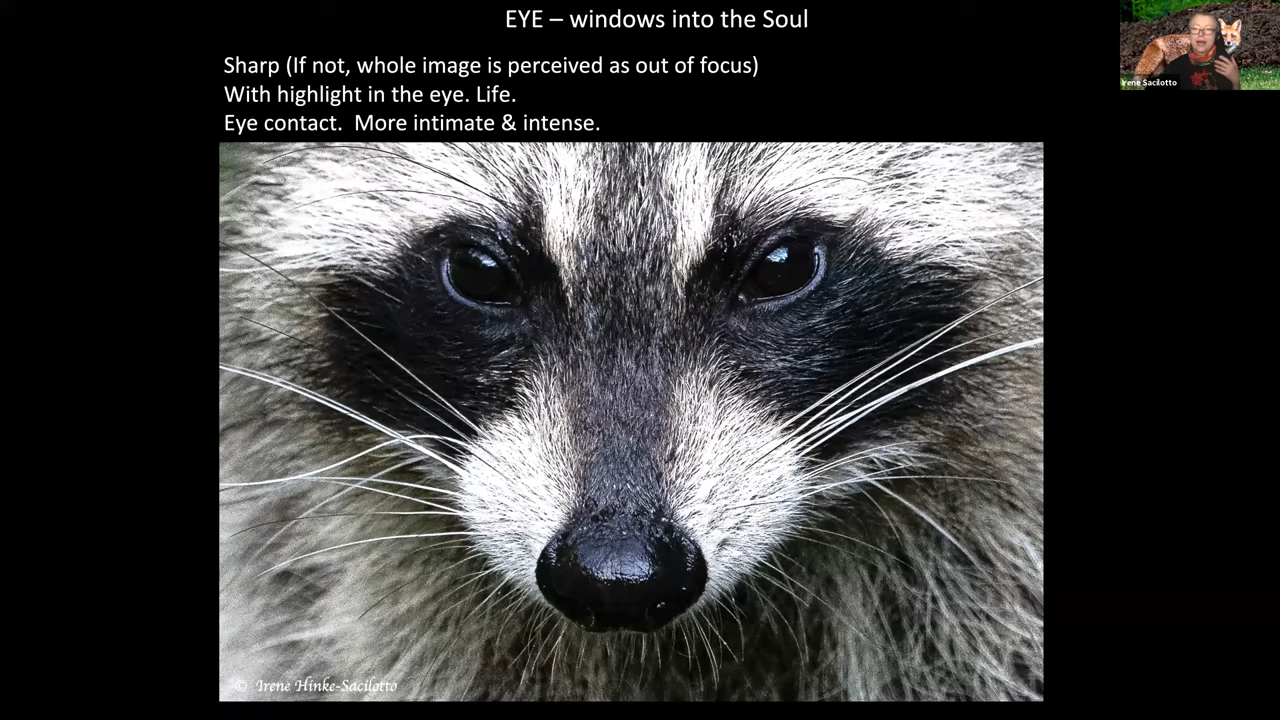 EYE – windows into the Soul
Sharp (If not, whole image is perceived as out of focus)
With highlight in the eye. Life.
Eye contact.  More intimate & intense.
Irene Sacilotto
© Irene Hinke-Sacilotto